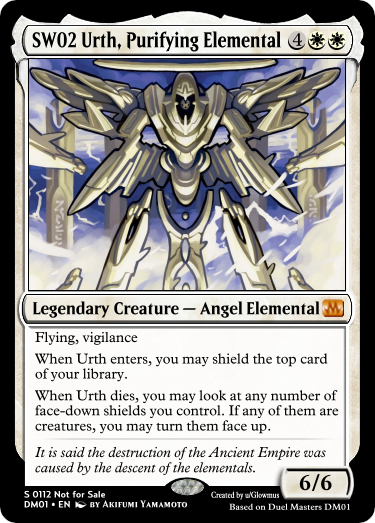 SW02 Urth, Purifying Elemental 4
Legendary Creature — Angel Elemental
Flying, vigilance
When Urth enters, you may shield the top card
of your library.
When Urth dies, you may look at any number of
face-down shields you control. If any of them are
creatures, you may turn them face up.
It is said the destruction of the Ancient Empire was
caused by the descent of the elementals.
6/6
S 0112 Not for Sale
DM01 • EN BY AKIFUMI YAMAMOTO
Created by u/Glowmus
Based on Duel Masters DM01